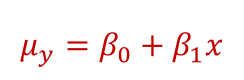 μ_y = β_0 + β_1x